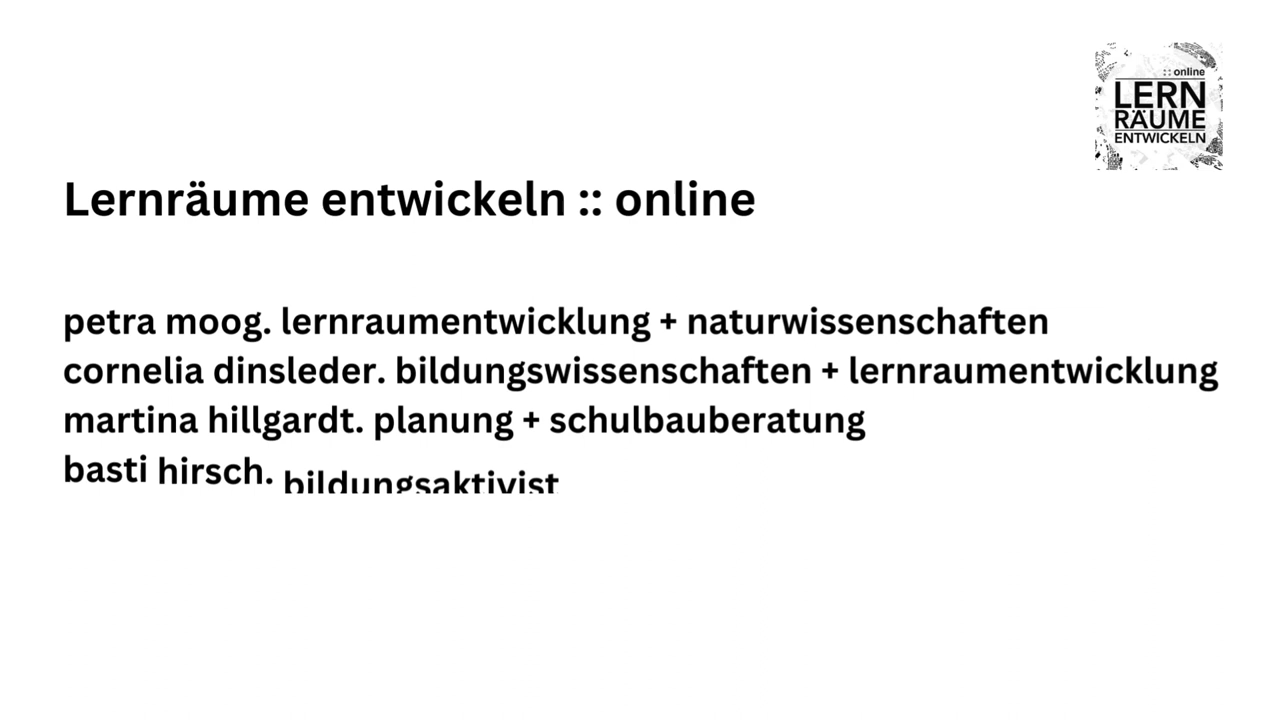 :: online
LERN
RÄUME
ENTWICKELN
Lernräume entwickeln :: online
petra moog. lernraumentwicklung + naturwissenschaften
cornelia dinsleder. bildungswissenschaften + lernraumentwicklung
martina hillgardt. planung + schulbauberatung
basti hirsch. bildungsaktivist